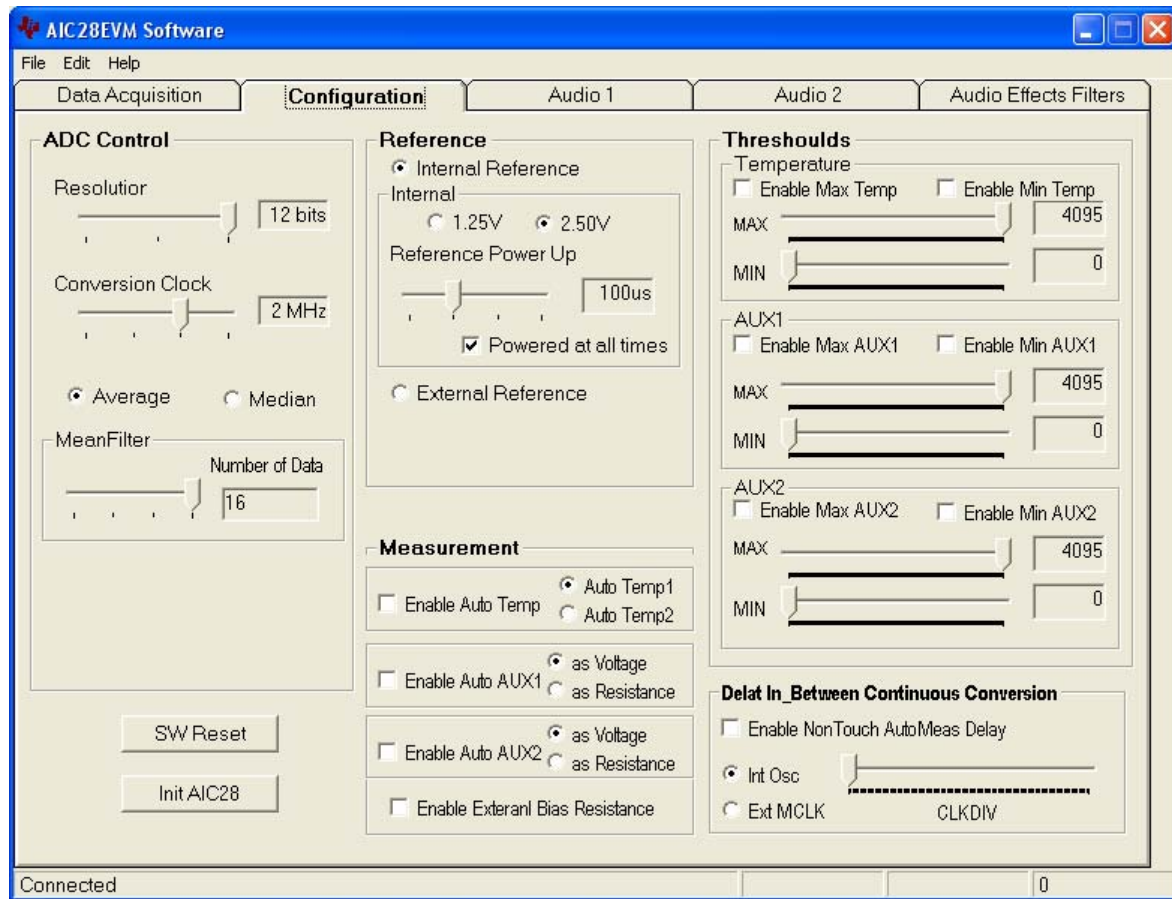 AIC28EVM Software
File Edit Help
Data Acquisition
Configuration
Audio 1
Audio 2
Audio Effects Filters
ADC Control
Resolutior
12 bits
Conversion Clock
2 MHz
Average
Median
MeanFilter
Number of Data
16
SW Reset
Init AIC28
Reference
Internal Reference
Internal
1.25V
2.50V
Reference Power Up
100us
Powered at all times
External Reference
Measurement
Enable Auto Temp
Auto Temp1
Auto Temp2
Enable Auto AUX1
as Voltage
as Resistance
Enable Auto AUX2
as Voltage
as Resistance
Enable Exteranl Bias Resistance
Threshoulds
Temperature
Enable Max Temp
Enable Min Temp
MAX
4095
MIN
0
AUX1
Enable Max AUX1
Enable Min AUX1
MAX
4095
MIN
0
AUX2
Enable Max AUX2
Enable Min AUX2
MAX
4095
MIN
0
Delat In_Between Continuous Conversion
Enable NonTouch AutoMeas Delay
Int Osc
Ext MCLK
CLKDIV
Connected
0